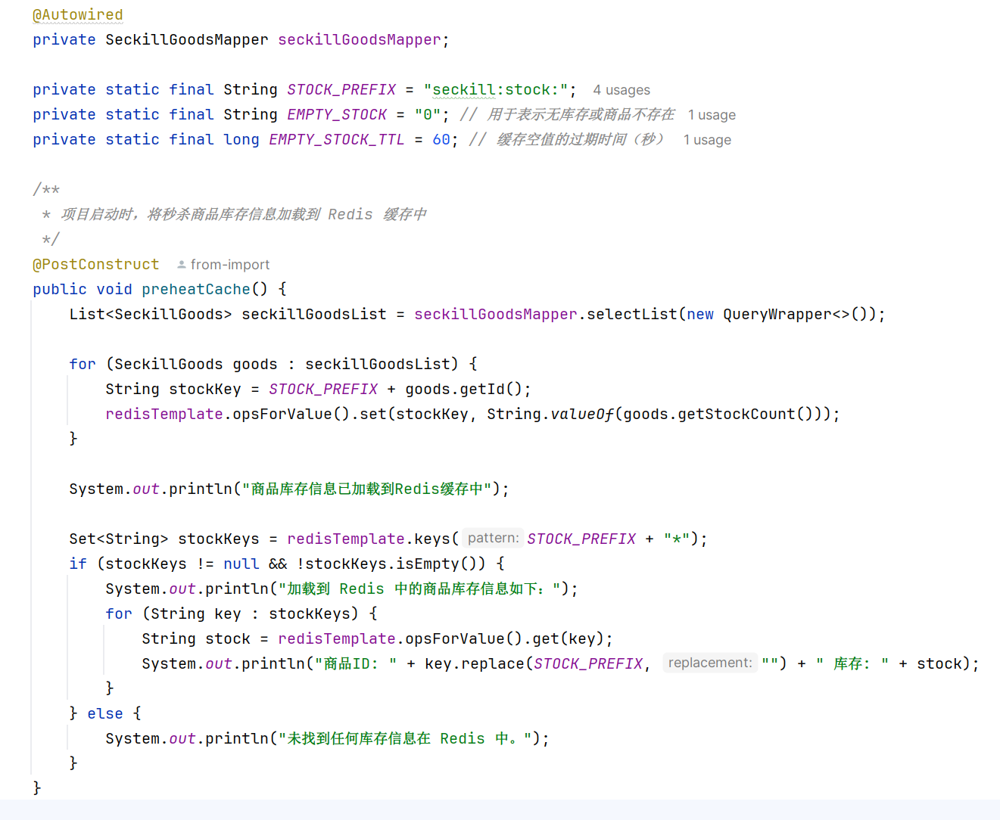 @Autowired
private SeckillGoodsMapper seckillGoodsMapper;
private static final String STOCK_PREFIX = "seckill:stock:"; 4 usages
private static final String EMPTY_STOCK = "0"; // 用于表示无库存或商品不存在 1 usage
private static final long EMPTY_STOCK_TTL = 60; // 缓存空值的过期时间（秒） 1 usage
/**
 * 项目启动时，将秒杀商品库存信息加载到 Redis 缓存中
 */
@PostConstruct from-import
public void preheatCache() {
    List<SeckillGoods> seckillGoodsList = seckillGoodsMapper.selectList(new QueryWrapper<>());
    for (SeckillGoods goods : seckillGoodsList) {
        String stockKey = STOCK_PREFIX + goods.getId();
        redisTemplate.opsForValue().set(stockKey, String.valueOf(goods.getStockCount()));
    }
    System.out.println("商品库存信息已加载到Redis缓存中");
    Set<String> stockKeys = redisTemplate.keys( pattern: STOCK_PREFIX + "*");
    if (stockKeys != null && !stockKeys.isEmpty()) {
        System.out.println("加载到 Redis 中的商品库存信息如下：");
        for (String key : stockKeys) {
            String stock = redisTemplate.opsForValue().get(key);
            System.out.println("商品ID: " + key.replace(STOCK_PREFIX, replacement: "") + " 库存: " + stock);
        }
    } else {
        System.out.println("未找到任何库存信息在 Redis 中。");
    }
}